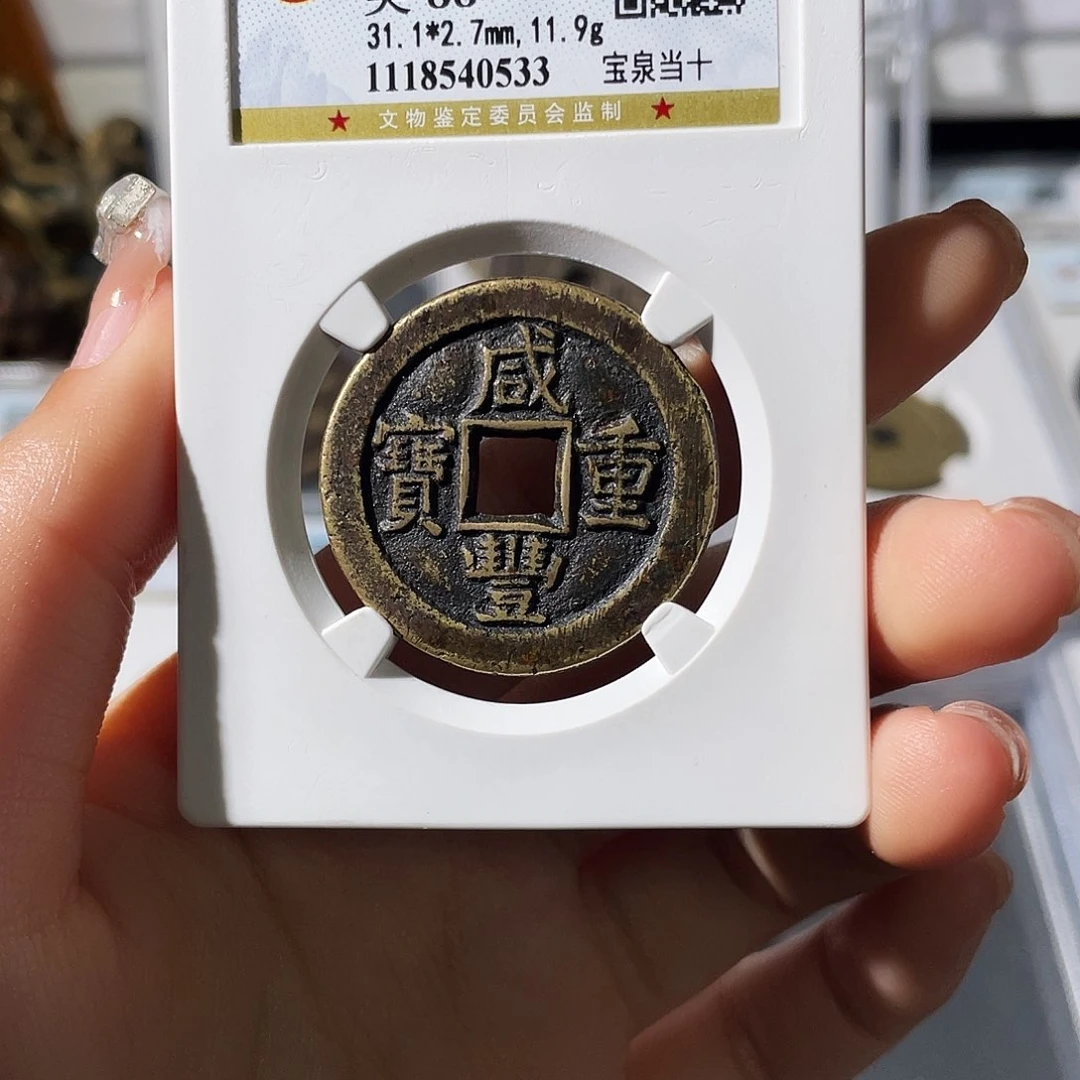 31.1*2.7mm,11.9g
1118540533 宝泉当十
★ 文物鉴定委员会监制 ★
咸
寶 重
豐